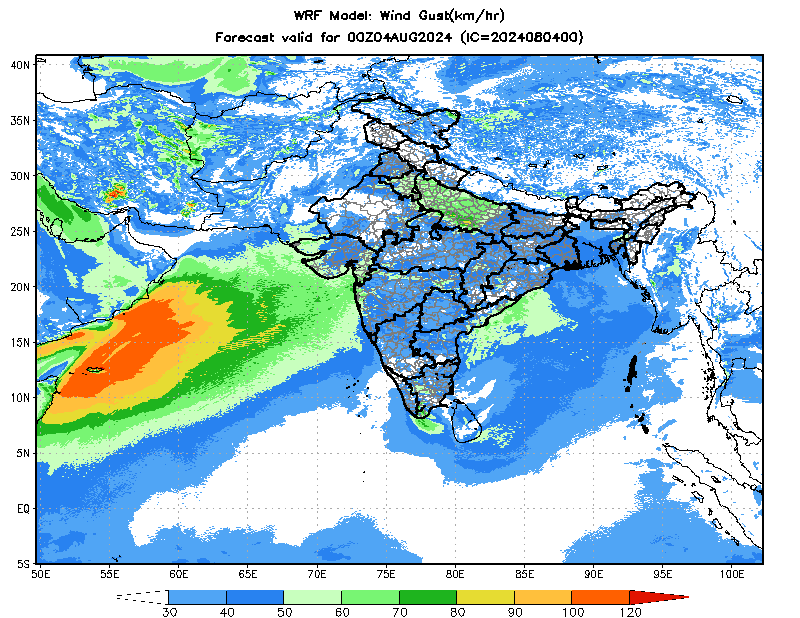 WRF Model: Wind Gust(km/hr)
Forecast valid for 00Z04AUG2024 (IC=2024080400)
40N
35N
30N
25N
20N
15N
10N
5N
EQ
5S
50E 55E 60E 65E 70E 75E 80E 85E 90E 95E 100E
30 40 50 60 70 80 90 100 120